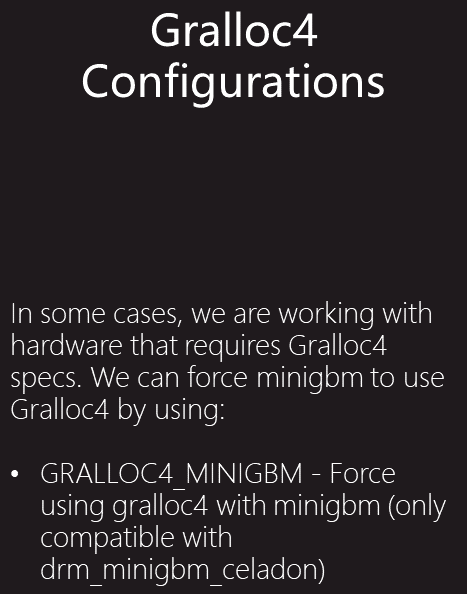 Gralloc4
Configurations
In some cases, we are working with
hardware that requires Gralloc4
specs. We can force minigbm to use
Gralloc4 by using:
• GRALLOC4_MINIGBM - Force
using gralloc4 with minigbm (only
compatible with
drm_minigbm_celadon)